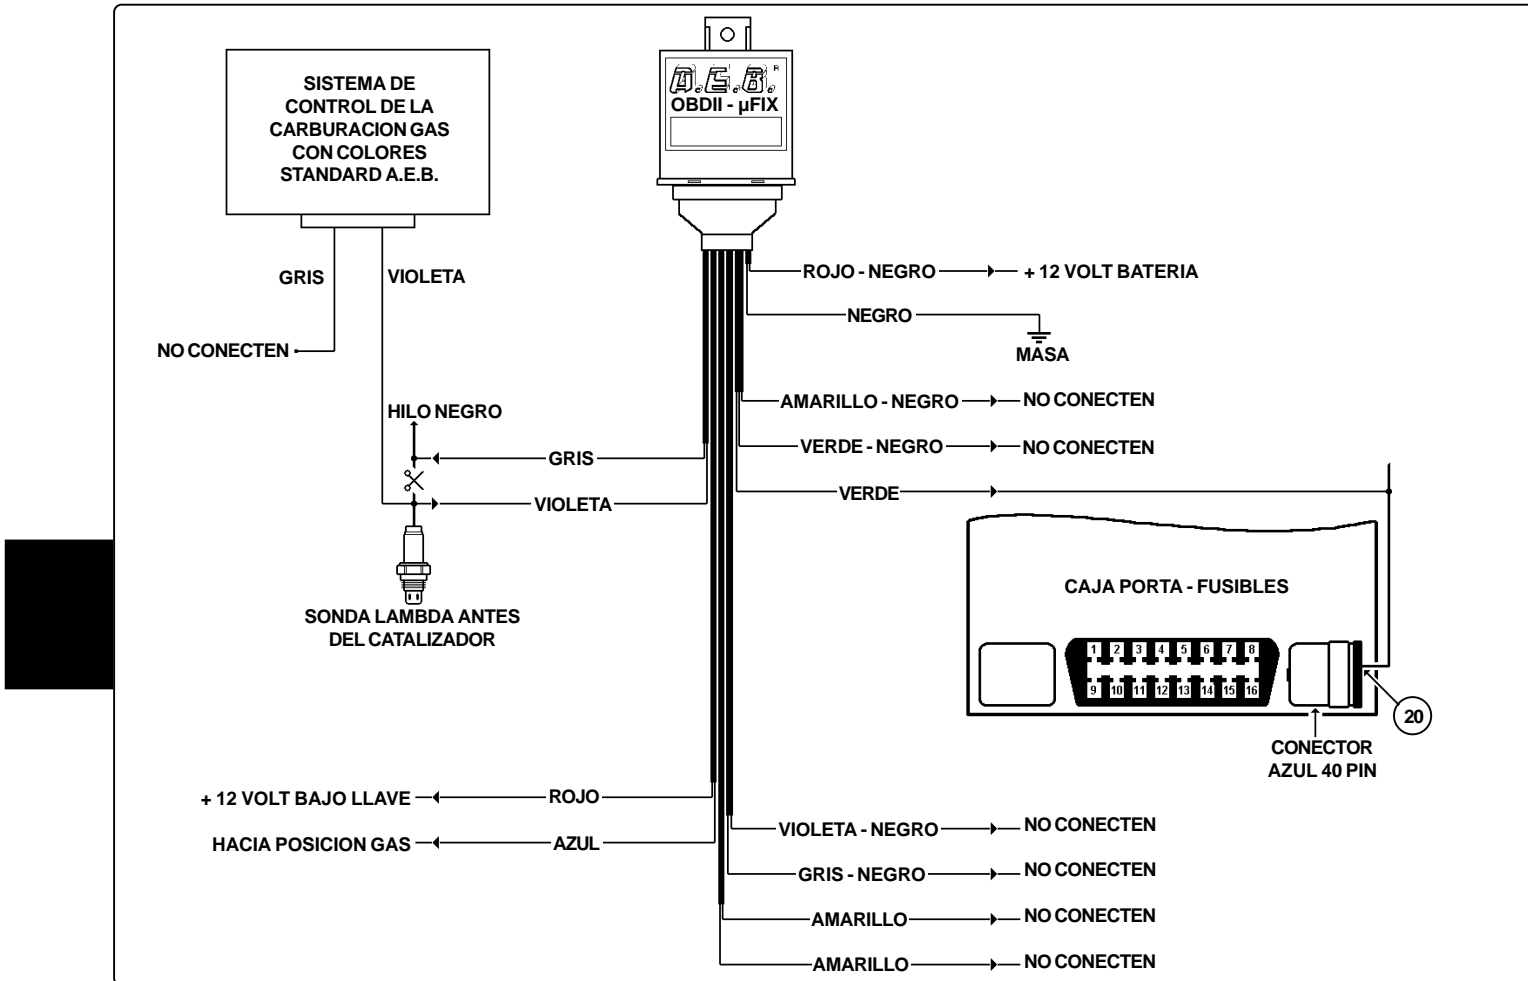 SISTEMA DE
CONTROL DE LA
CARBURACION GAS
CON COLORES
STANDARD A.E.B.
A.E.B.®
OBDII - µFIX
GRIS
VIOLETA
NO CONECTEN
ROJO - NEGRO
+ 12 VOLT BATERIA
NEGRO
MASA
AMARILLO - NEGRO
NO CONECTEN
HILO NEGRO
VERDE - NEGRO
NO CONECTEN
GRIS
VERDE
VIOLETA
SONDA LAMBDA ANTES
DEL CATALIZADOR
CAJA PORTA - FUSIBLES
1 2 3 4 5 6 7 8
9 10 11 12 13 14 15 16
20
CONECTOR
AZUL 40 PIN
+ 12 VOLT BAJO LLAVE
ROJO
HACIA POSICION GAS
AZUL
VIOLETA - NEGRO
NO CONECTEN
GRIS - NEGRO
NO CONECTEN
AMARILLO
NO CONECTEN
AMARILLO
NO CONECTEN